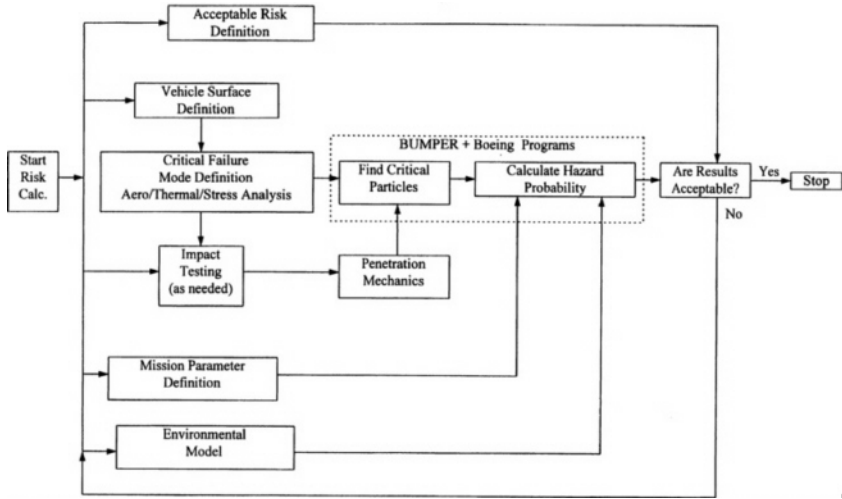 Acceptable Risk
Definition
Vehicle Surface
Definition
BUMPER + Boeing Programs
Start
Risk
Calc.
Critical Failure
Mode Definition
Aero/Thermal/Stress Analysis
Find Critical
Particles
Calculate Hazard
Probability
Are Results
Acceptable?
Yes
Stop
No
Impact
Testing
(as needed)
Penetration
Mechanics
Mission Parameter
Definition
Environmental
Model